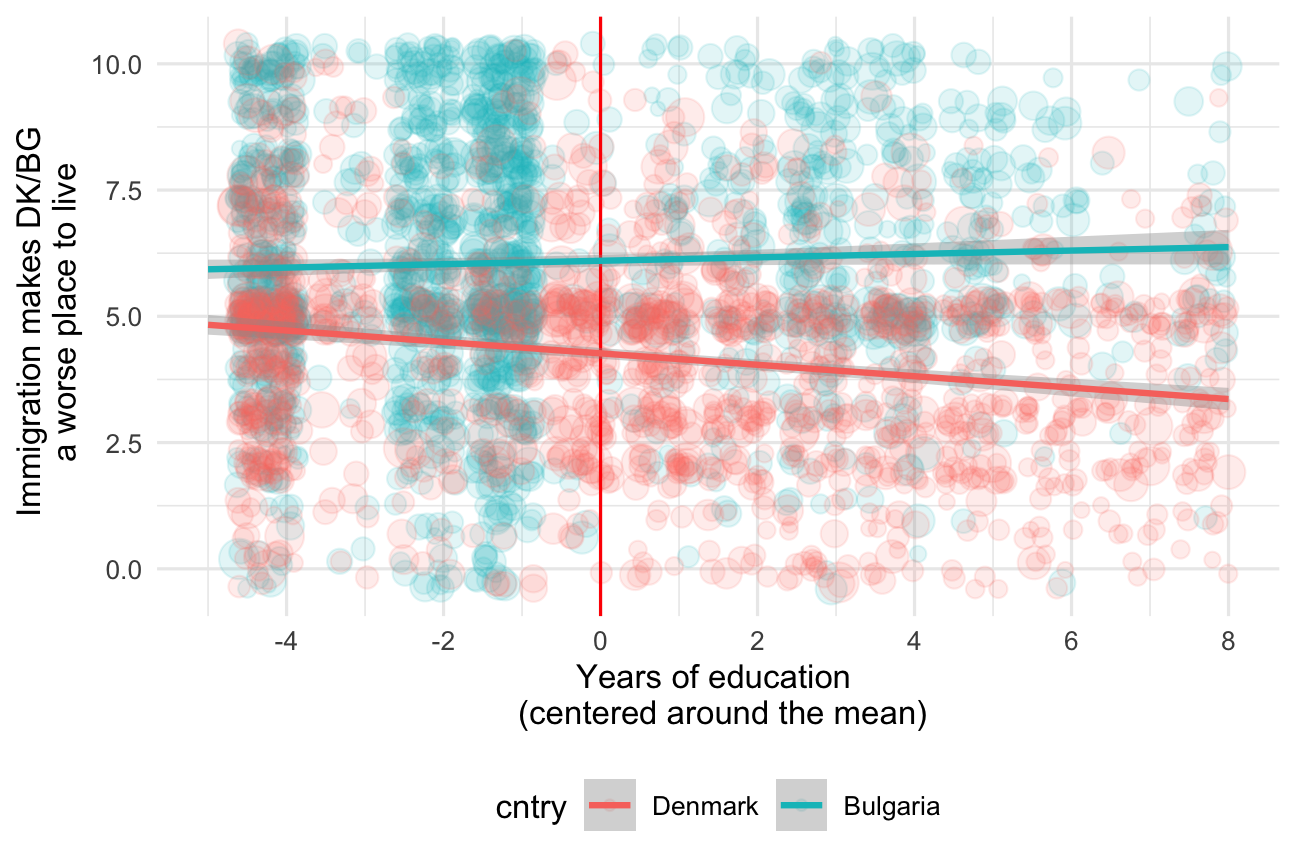 Immigration makes DK/BG
a worse place to live
10.0
7.5
5.0
2.5
0.0
-4 -2 0 2 4 6 8
Years of education
(centered around the mean)
cntry Denmark Bulgaria